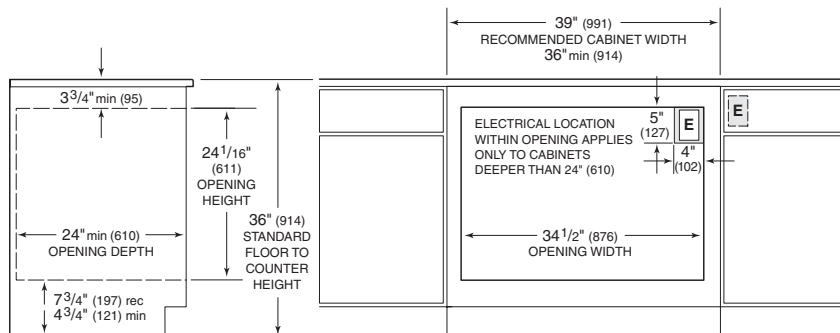 39" (991)
RECOMMENDED CABINET WIDTH
36" min (914)
3 3/4" min (95)
24 1/16"
(611)
OPENING
HEIGHT
24" min (610)
OPENING DEPTH
36" (914)
STANDARD
FLOOR TO
COUNTER
HEIGHT
7 3/4" (197) rec
4 3/4" (121) min
ELECTRICAL LOCATION
WITHIN OPENING APPLIES
ONLY TO CABINETS
DEEPER THAN 24" (610)
5"
(127)
E
4"
(102)
E
34 1/2" (876)
OPENING WIDTH